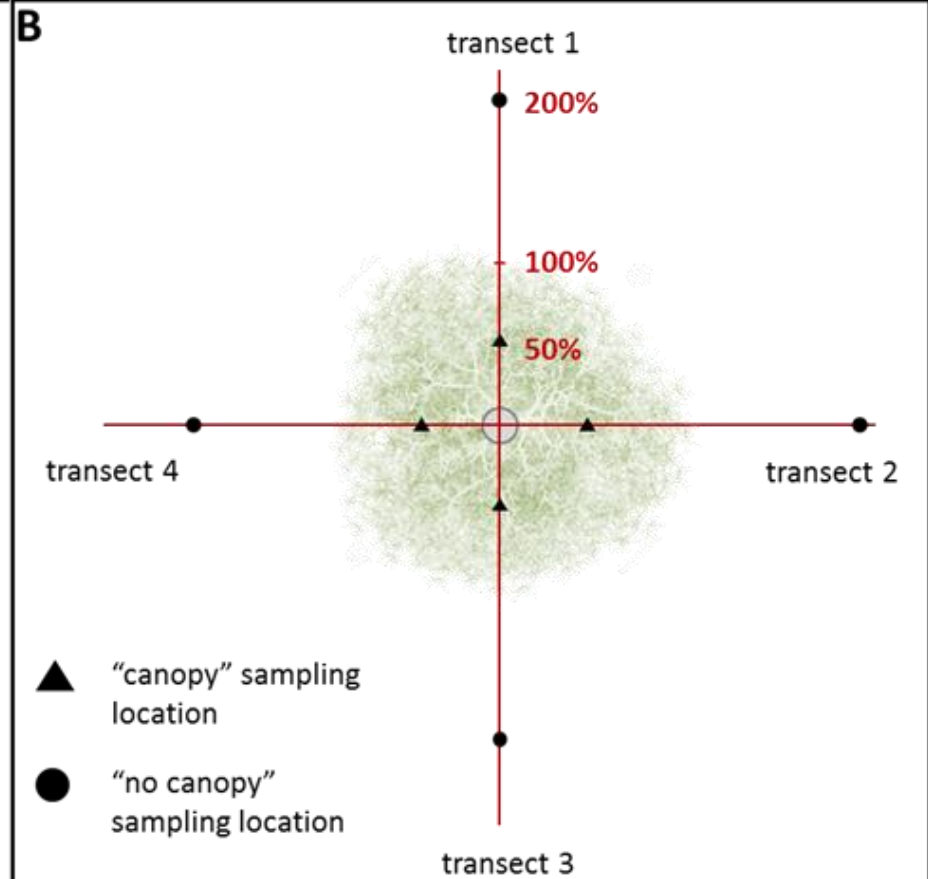 B
transect 1
200%
100%
50%
transect 4
transect 2
“canopy” sampling
location
“no canopy”
sampling location
transect 3